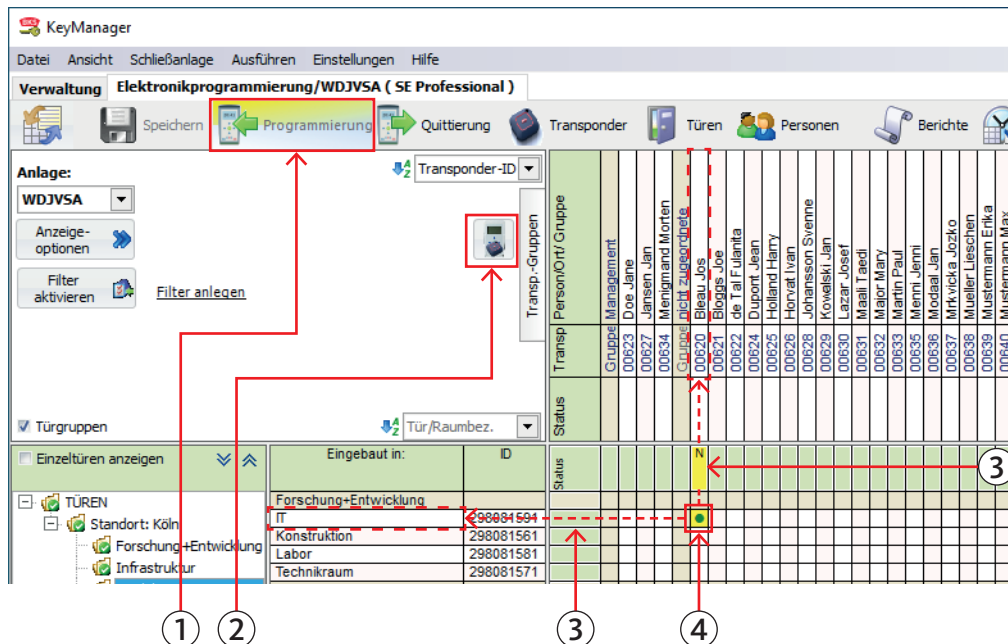 BKS KeyManager
Datei Ansicht Schließanlage Ausführen Einstellungen Hilfe
Verwaltung Elektronikprogrammierung/WDJVSA ( SE Professional )
Speichern Programmierung Quittierung Transponder Türen Personen Berichte
Anlage:
WDJVSA
Anzeige-
optionen
Filter
aktivieren
Filter anlegen
Türgruppen
A
Z Transponder-ID
Transp.-Gruppen
A
Z Tür/Raumbez.
Person/Ort/ Gruppe
Transp
Status
Gruppe Management
00623 Doe Jane
00627 Jansen Jan
00634 Menigmand Morten
Gruppe nicht zugeordnete
00620 Bleau Jos
00621 Bloggs Joe
00622 de Tal Fulanita
00624 Dupont Jean
00625 Holland Harry
00626 Horvat Ivan
00628 Johansson Svenne
00629 Kowalski Jan
00630 Lazar Josef
00631 Maali Taedi
00632 Major Mary
00633 Martin Paul
00635 Menni Jenni
00636 Modaal Jan
00637 Mrkvicka Jozko
00638 Mueller Lieschen
00639 Mustermann Erika
00640 Mustermann Max
Einzeltüren anzeigen
Eingebaut in: ID
Status
N
TÜREN
Standort: Köln
Forschung+Entwicklung
Infrastruktur
Forschung+Entwicklung
IT 298081591
Konstruktion 298081561
Labor 298081581
Technikraum 298081571
3
1 2 3 4